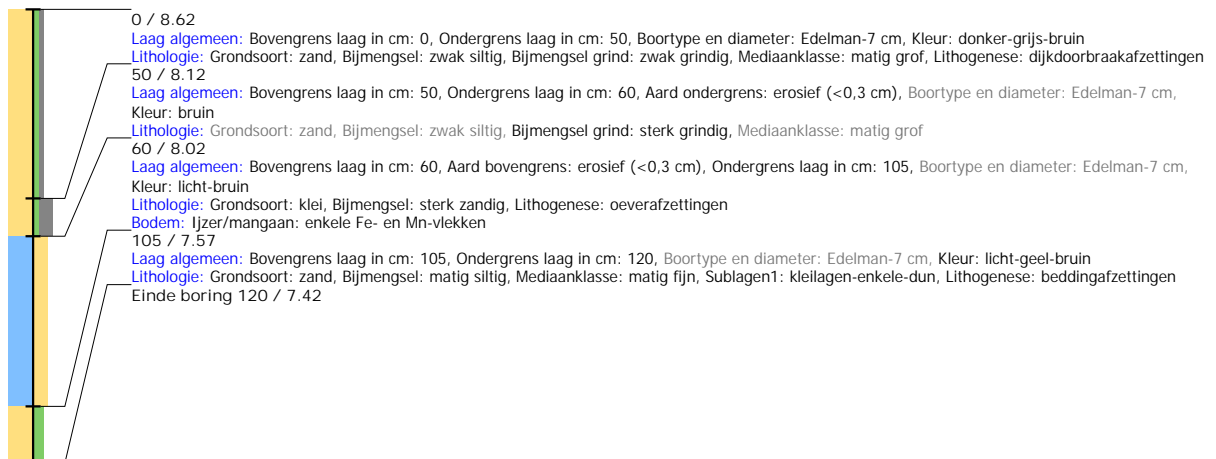 0 / 8.62
Laag algemeen: Bovengrens laag in cm: 0, Ondergrens laag in cm: 50, Boortype en diameter: Edelman-7 cm, Kleur: donker-grijs-bruin
Lithologie: Grondsoort: zand, Bijmengsel: zwak siltig, Bijmengsel grind: zwak grindig, Mediaanklasse: matig grof, Lithogenese: dijkdoorbraakafzettingen
50 / 8.12
Laag algemeen: Bovengrens laag in cm: 50, Ondergrens laag in cm: 60, Aard ondergrens: erosief (<0,3 cm), Boortype en diameter: Edelman-7 cm,
Kleur: bruin
Lithologie: Grondsoort: zand, Bijmengsel: zwak siltig, Bijmengsel grind: sterk grindig, Mediaanklasse: matig grof
60 / 8.02
Laag algemeen: Bovengrens laag in cm: 60, Aard bovengrens: erosief (<0,3 cm), Ondergrens laag in cm: 105, Boortype en diameter: Edelman-7 cm,
Kleur: licht-bruin
Lithologie: Grondsoort: klei, Bijmengsel: sterk zandig, Lithogenese: oeverafzettingen
Bodem: Ijzer/mangaan: enkele Fe- en Mn-vlekken
105 / 7.57
Laag algemeen: Bovengrens laag in cm: 105, Ondergrens laag in cm: 120, Boortype en diameter: Edelman-7 cm, Kleur: licht-geel-bruin
Lithologie: Grondsoort: zand, Bijmengsel: matig siltig, Mediaanklasse: matig fijn, Sublagen1: kleilagen-enkele-dun, Lithogenese: beddingafzettingen
Einde boring 120 / 7.42